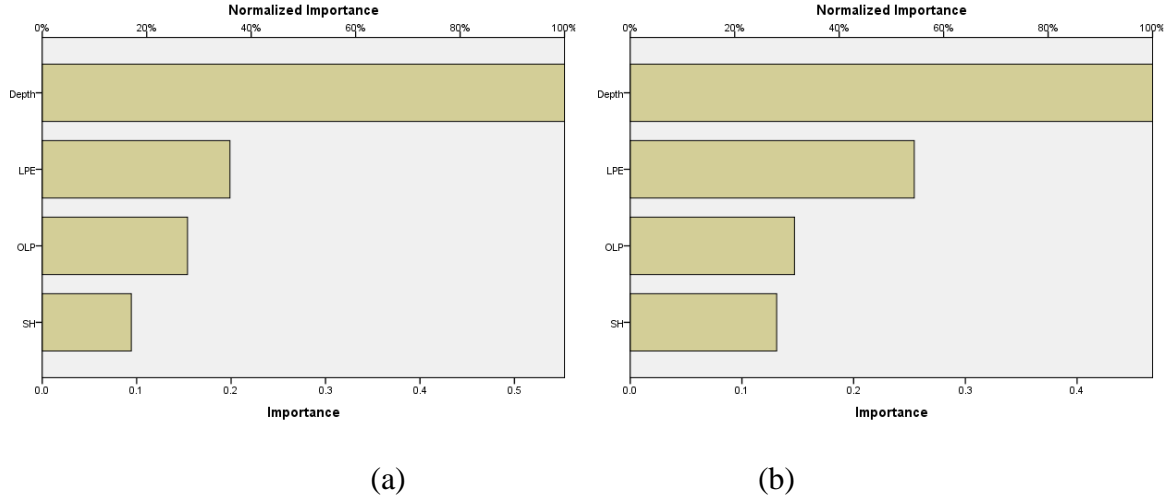 Normalized Importance
0% 20% 40% 60% 80% 100%
Depth
LPE
OLP
SH
0.0 0.1 0.2 0.3 0.4 0.5
Importance
(a)
Normalized Importance
0% 20% 40% 60% 80% 100%
Depth
LPE
OLP
SH
0.0 0.1 0.2 0.3 0.4
Importance
(b)